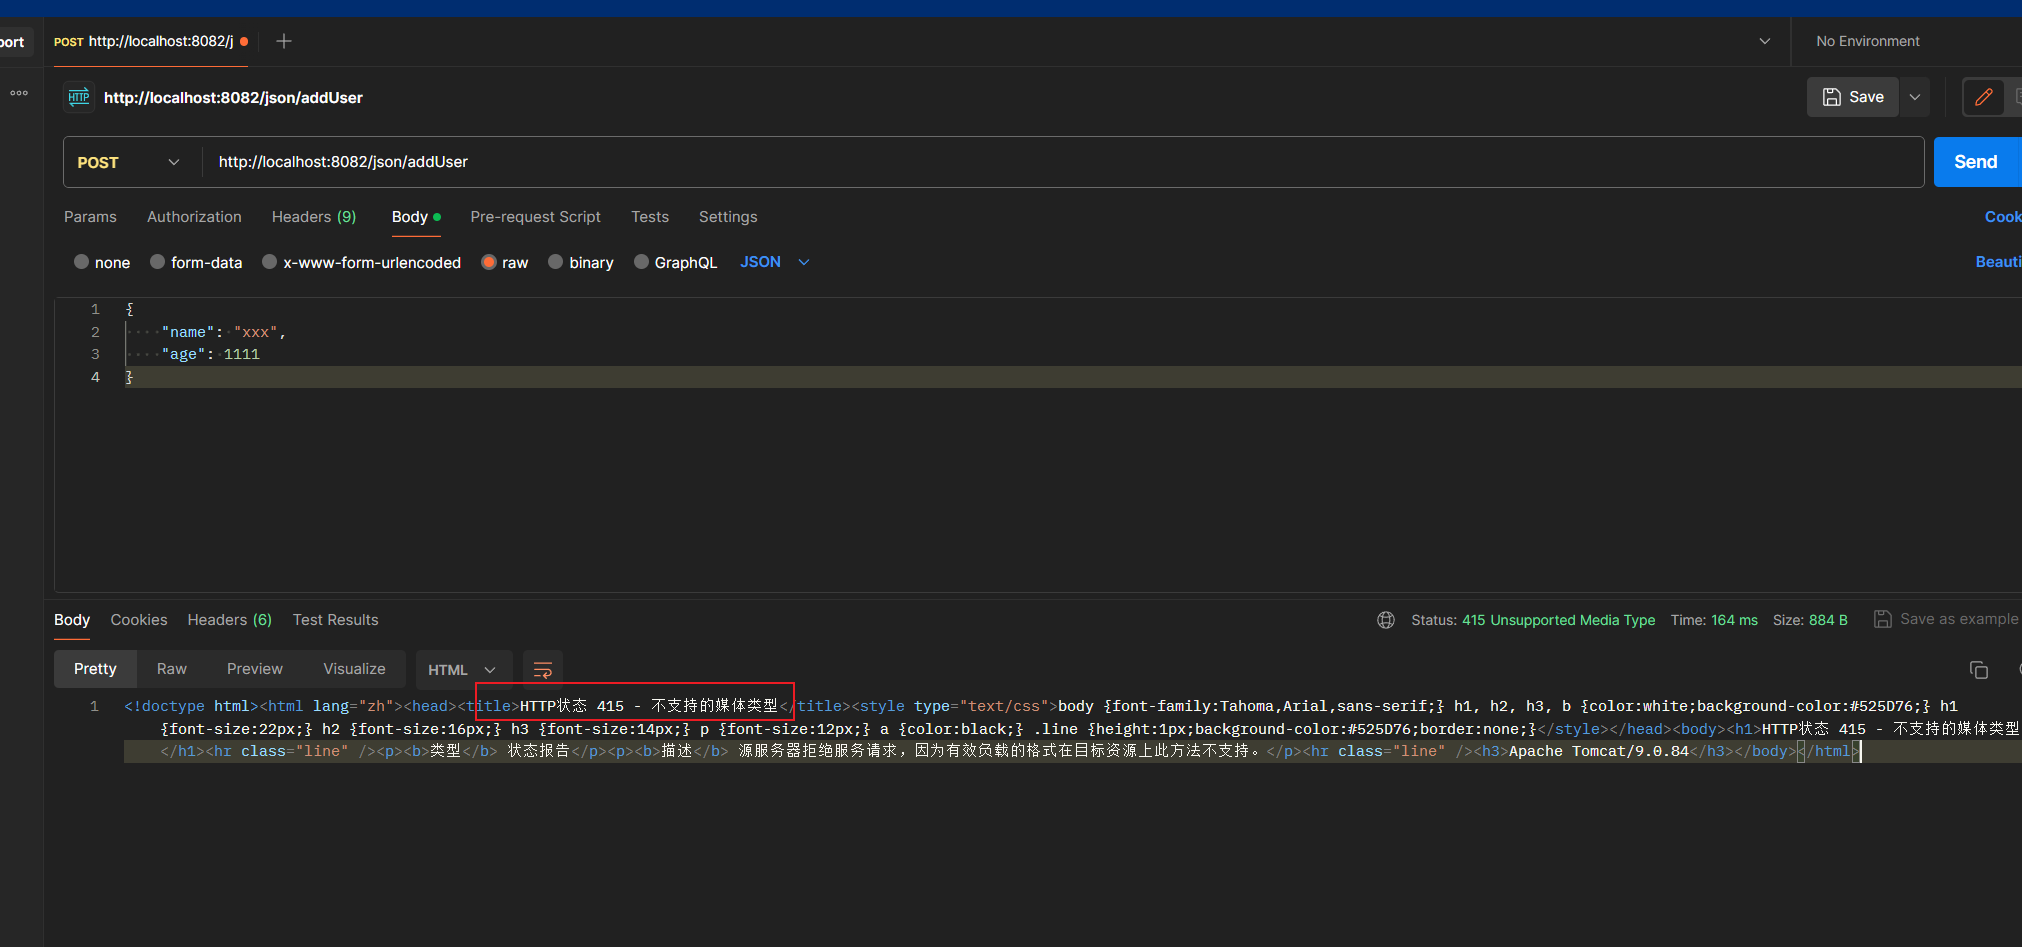 port
POST http://localhost:8082/j
No Environment
HTTP http://localhost:8082/json/addUser
Save
POST http://localhost:8082/json/addUser
Send
Params Authorization Headers (9) Body Pre-request Script Tests Settings
Cook
none form-data x-www-form-urlencoded raw binary GraphQL JSON
Beauti
1 {
2 "name": "xxx",
3 "age": 1111
4 }
Body Cookies Headers (6) Test Results
Status: 415 Unsupported Media Type Time: 164 ms Size: 884 B Save as example
Pretty Raw Preview Visualize HTML
1 <!doctype html><html lang="zh"><head><title>HTTP状态 415 - 不支持的媒体类型</title><style type="text/css">body {font-family:Tahoma,Arial,sans-serif;} h1, h2, h3, b {color:white;background-color:#525D76;} h1
{font-size:22px;} h2 {font-size:16px;} h3 {font-size:14px;} p {font-size:12px;} a {color:black;} .line {height:1px;background-color:#525D76;border:none;}</style></head><body><h1>HTTP状态 415 - 不支持的媒体类型
</h1><hr class="line" /><p><b>类型</b> 状态报告</p><p><b>描述</b> 源服务器拒绝服务请求，因为有效负载的格式在目标资源上此方法不支持。</p><hr class="line" /><h3>Apache Tomcat/9.0.84</h3></body></html>